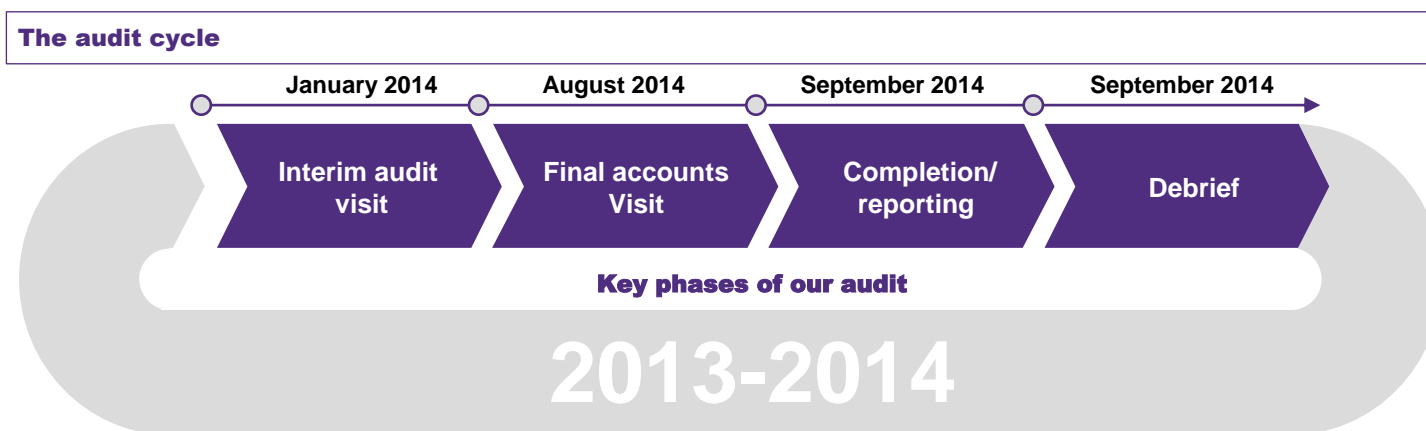 The audit cycle
January 2014 August 2014 September 2014 September 2014
Interim audit
visit
Final accounts
Visit
Completion/
reporting
Debrief
Key phases of our audit
2013-2014